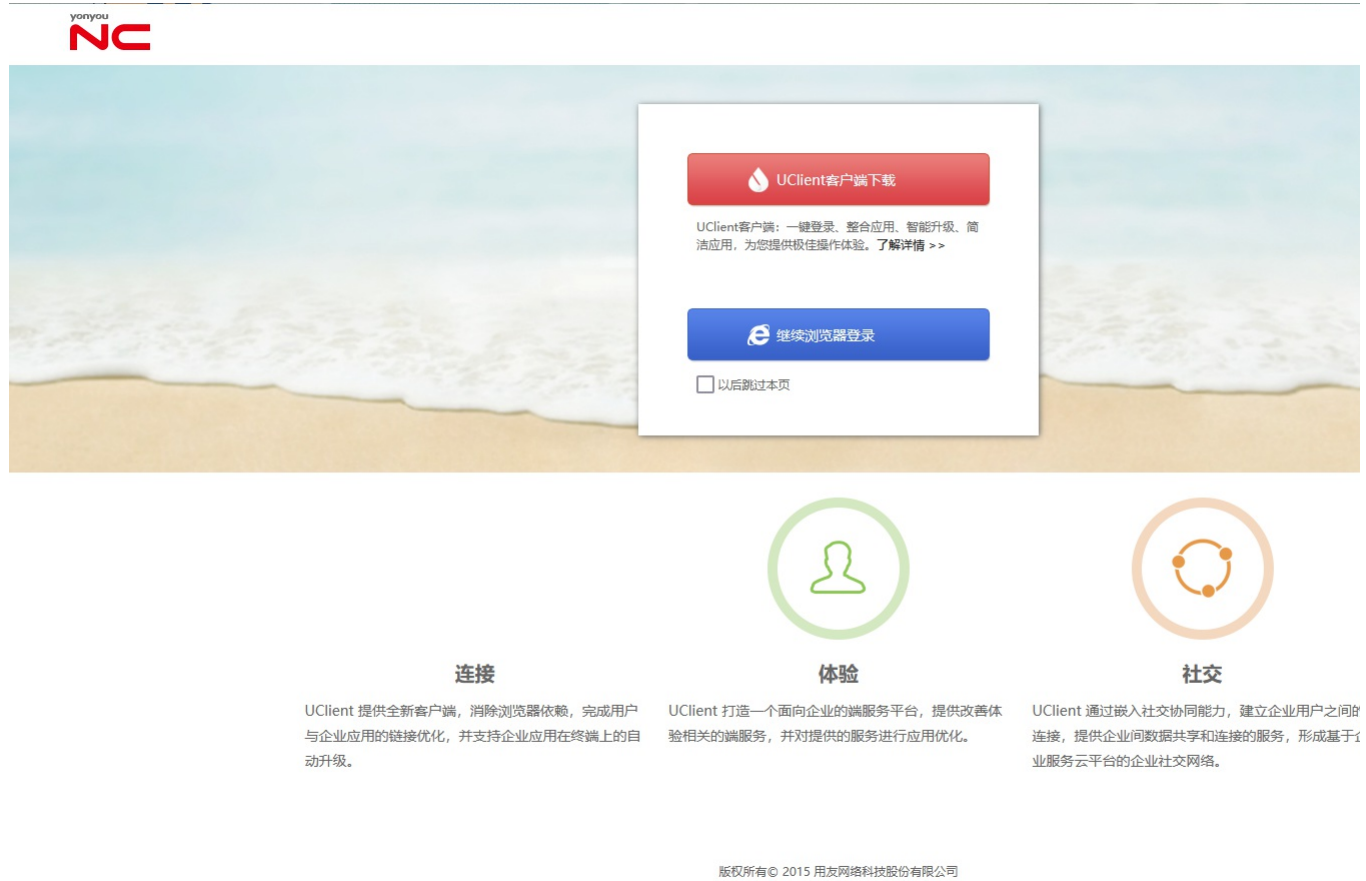 yonyou
NC
UClient客户端下载
UClient客户端：一键登录、整合应用、智能升级、简
洁应用，为您提供极佳操作体验。了解详情 >>
继续浏览器登录
以后跳过本页
连接
UClient 提供全新客户端，消除浏览器依赖，完成用户
与企业应用的链接优化，并支持企业应用在终端上的自
动升级。
体验
UClient 打造一个面向企业的端服务平台，提供改善体
验相关的端服务，并对提供的服务进行应用优化。
社交
UClient 通过嵌入社交协同能力，建立企业用户之间的
连接，提供企业间数据共享和连接的服务，形成基于企
业服务云平台的企业社交网络。
版权所有© 2015 用友网络科技股份有限公司